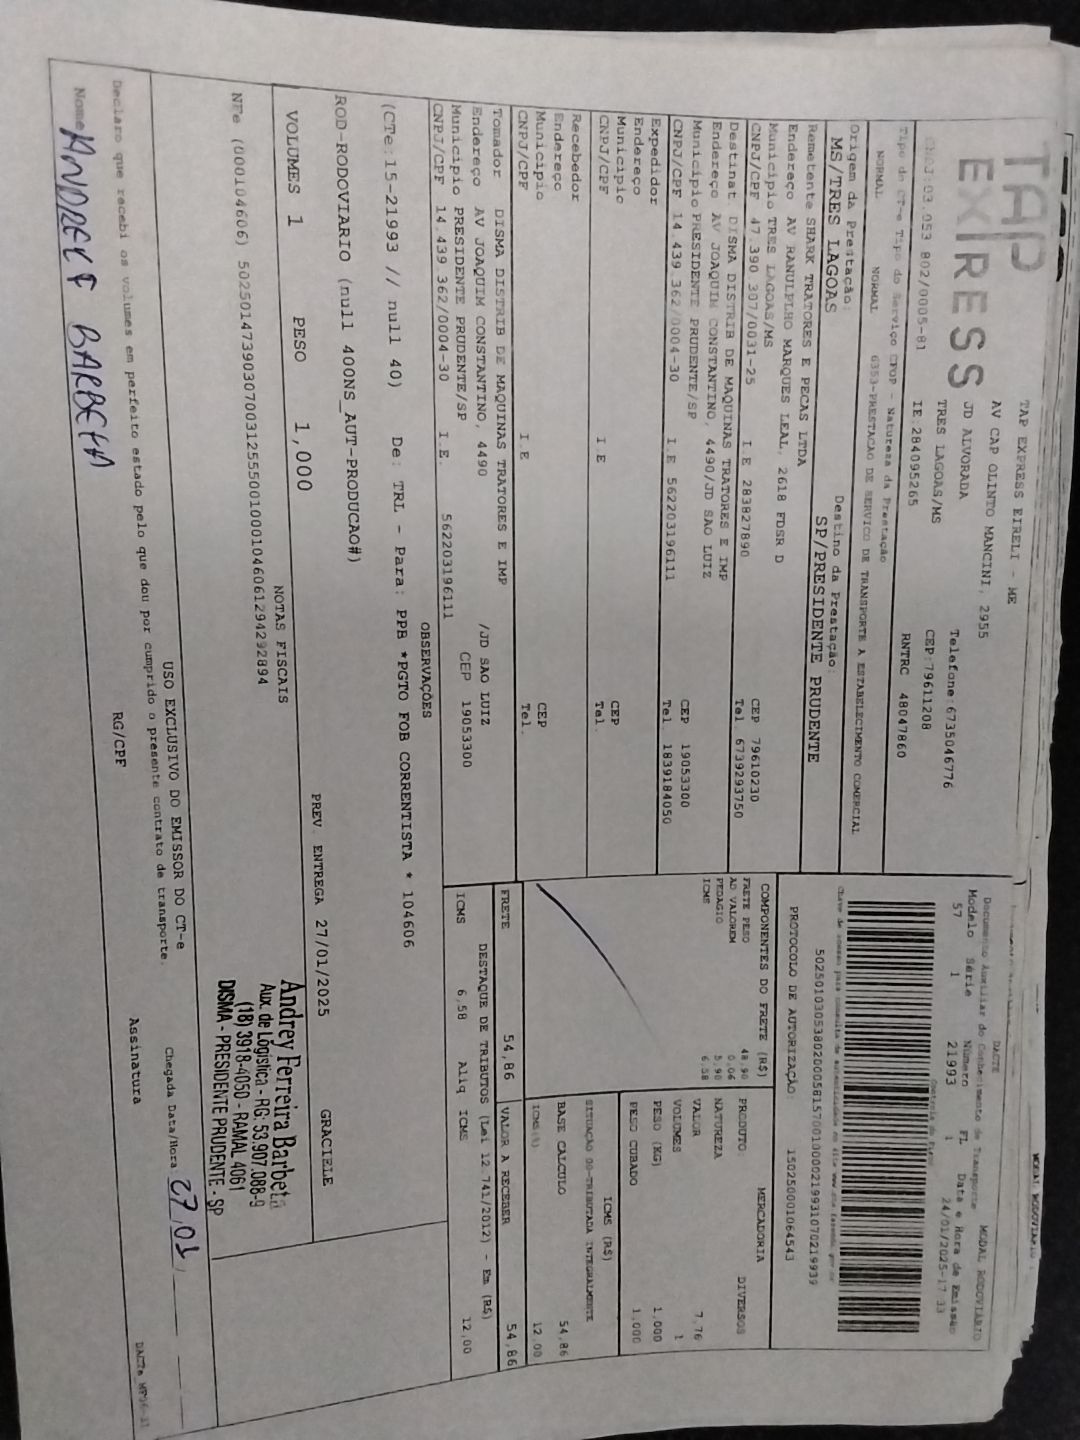 TAP
EXPRESS
TAP EXPRESS EIRELI - ME
AV CAP OLINTO MANCINI, 2955
JD ALVORADA
TRES LAGOAS/MS
IE:284095265
Telefone:6735046776
CEP:79611208
RNTRC 48047860
CNPJ:03.053.802/0005-81
Tipo do CT-e Tipo do Serviço CFOP - Natureza da Prestação
NORMAL NORMAL 6353-PRESTACAO DE SERVICO DE TRANSPORTE A ESTABELECIMENTO COMERCIAL
Origem da Prestação: Destino da Prestação:
MS/TRES LAGOAS SP/PRESIDENTE PRUDENTE
Remetente SHARK TRATORES E PECAS LTDA
Endereço AV RANULPLHO MARQUES LEAL, 2618 FDSR D
Municipio TRES LAGOAS/MS CEP 79610230
CNPJ/CPF 47.390.307/0031-25 I.E 283827890 Tel 6739293750
Destinat. DISMA DISTRIB DE MAQUINAS TRATORES E IMP
Endereço AV JOAQUIM CONSTANTINO, 4490/JD SAO LUIZ
Municipio PRESIDENTE PRUDENTE/SP CEP 19053300
CNPJ/CPF 14.439.362/0004-30 I.E 562203196111 Tel. 1839184050
Expedidor
Endereço
Municipio CEP
CNPJ/CPF I.E Tel.
Recebedor
Endereço
Municipio CEP
CNPJ/CPF I.E Tel.
Tomador DISMA DISTRIB DE MAQUINAS TRATORES E IMP
Endereço AV JOAQUIM CONSTANTINO, 4490 /JD SAO LUIZ
Municipio PRESIDENTE PRUDENTE/SP CEP 19053300
CNPJ/CPF 14.439.362/0004-30 I.E. 562203196111
DACTE
Documento Auxiliar do Conhecimento de Transporte MODAL RODOVIÁRIO
Modelo Série Número FL Data e Hora de Emissão
57 1 21993 1 24/01/2025-17:33
50250103053802000581570010000219931070219939
PROTOCOLO DE AUTORIZAÇÃO: 150250001064543
COMPONENTES DO FRETE (R$)
FRETE PESO 48,90
AD VALOREM 0,06
PEDAGIO 5,90
ICMS 6,58
MERCADORIA
PRODUTO: DIVERSOS
NATUREZA
VALOR 7,76
VOLUMES 1
PESO (KG) 1,000
PESO CUBADO 1,000
ICMS (R$)
SITUAÇÃO 00-TRIBUTADA INTEGRALMENTE
BASE CALCULO 54,86
ICMS(%) 12,00
FRETE 54,86 VALOR A RECEBER 54,86
DESTAQUE DE TRIBUTOS (Lei 12.741/2012) - Em (R$)
ICMS 6,58 Aliq ICMS 12,00
OBSERVAÇÕES
(CTe:15-21993 // null 40) De: TRL - Para: PPB *PGTO FOB CORRENTISTA * 104606
ROD-RODOVIARIO (null 400NS_AUT-PRODUCAO#)
VOLUMES 1 PESO 1,000 PREV. ENTREGA 27/01/2025 GRACIELE
NOTAS FISCAIS
NFe (000104606) 50250147390307003125550010001046061294292894
Andrey Ferreira Barbeta
Aux. de Logística - RG: 53.907.088-9
(18) 3918-4050 - RAMAL 4061
DISMA - PRESIDENTE PRUDENTE - SP
USO EXCLUSIVO DO EMISSOR DO CT-e
Declaro que recebi os volumes em perfeito estado pelo que dou por cumprido o presente contrato de transporte.
Chegada Data/Hora: 27,01
Nome ANDREY F BARBETA RG/CPF Assinatura